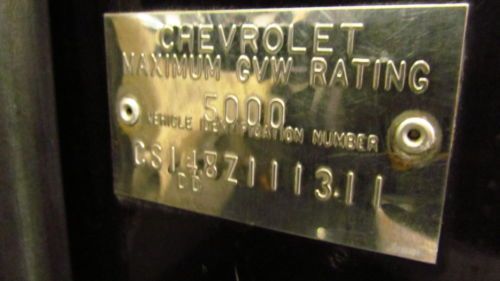 CHEVROLET
MAXIMUM GVW RATING
5000
VEHICLE IDENTIFICATION NUMBER
CS148Z111311